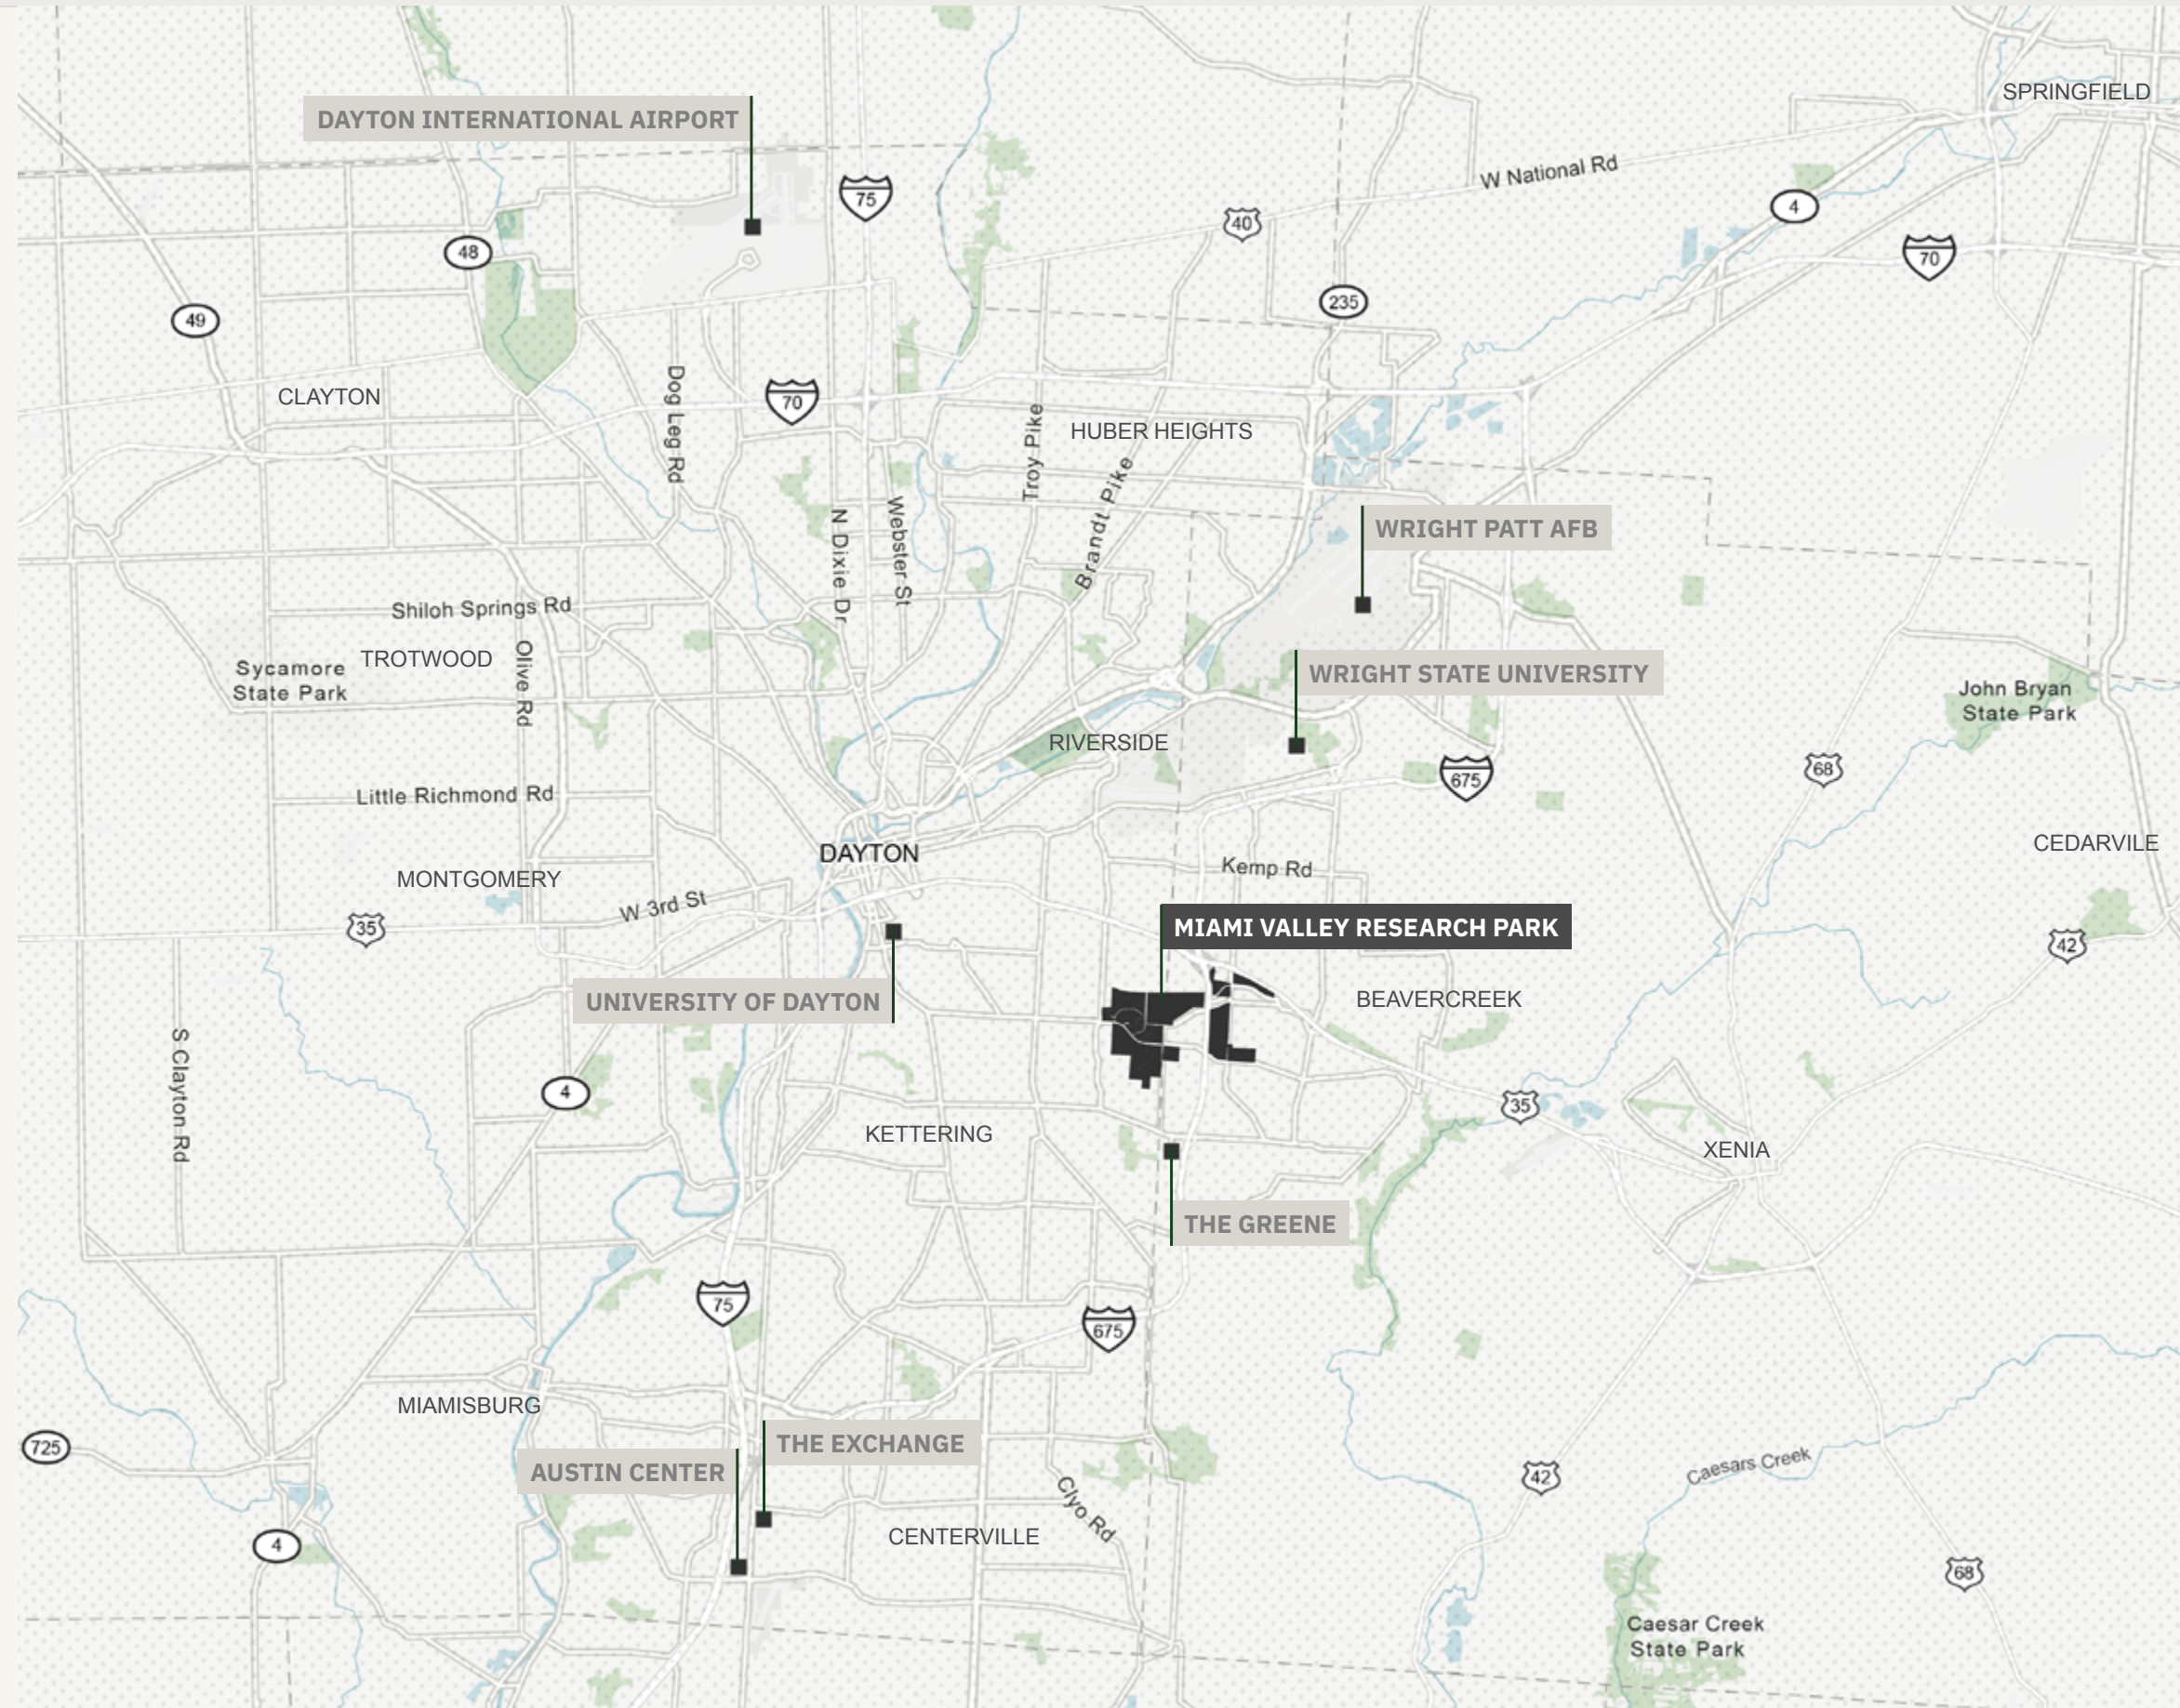 SPRINGFIELD
DAYTON INTERNATIONAL AIRPORT
W National Rd
75
4
40
48
70
235
49
CLAYTON
Dog Leg Rd
70
HUBER HEIGHTS
Troy Pike
Brandt Pike
N Dixie Dr
Webster St
WRIGHT PATT AFB
Shiloh Springs Rd
TROTWOOD
Sycamore
State Park
Olive Rd
WRIGHT STATE UNIVERSITY
John Bryan
State Park
RIVERSIDE
675
68
Little Richmond Rd
DAYTON
CEDARVILE
Kemp Rd
MONTGOMERY
W 3rd St
35
MIAMI VALLEY RESEARCH PARK
42
UNIVERSITY OF DAYTON
BEAVERCREEK
S Clayton Rd
4
35
KETTERING
XENIA
THE GREENE
75
675
MIAMISBURG
725
THE EXCHANGE
AUSTIN CENTER
42
Caesars Creek
Clyo Rd
CENTERVILLE
4
68
Caesar Creek
State Park